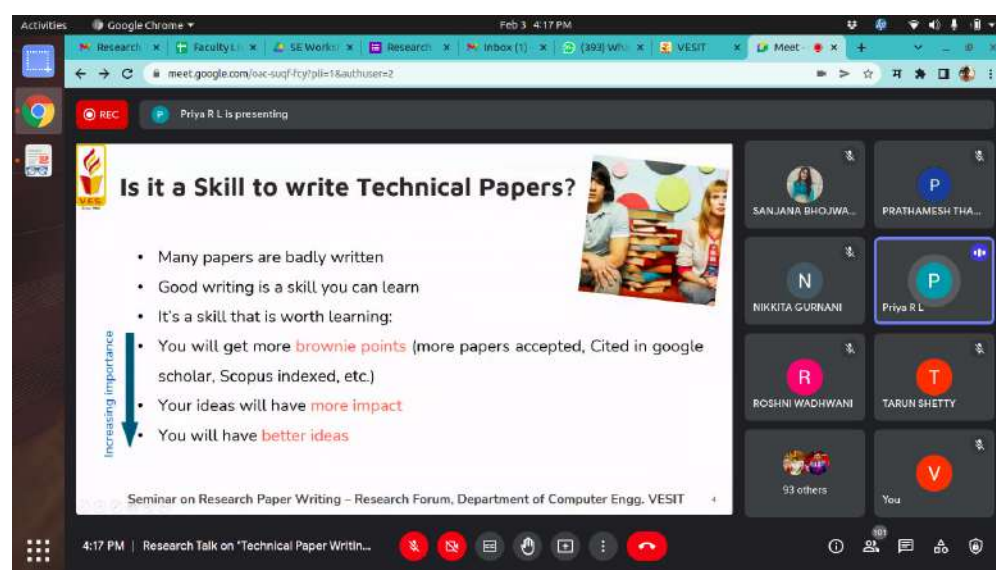 Activities
Google Chrome ▾
Feb 3 4:17 PM
Research
Faculty
SE Works
Research
Inbox (1)
(393) Wh
VESIT
Meet -
meet.google.com/oac-suqf-fcy?pli=1&authuser=2
REC
P
Priya R L is presenting
V.E.S.
Is it a Skill to write Technical Papers?
• Many papers are badly written
• Good writing is a skill you can learn
• It's a skill that is worth learning:
• You will get more brownie points (more papers accepted, Cited in google
scholar, Scopus indexed, etc.)
• Your ideas will have more impact
• You will have better ideas
Increasing importance
Seminar on Research Paper Writing – Research Forum, Department of Computer Engg. VESIT
4
SANJANA BHOJWA...
P
PRATHAMESH THA...
N
NIKKITA GURNANI
P
Priya R L
R
ROSHNI WADHWANI
T
TARUN SHETTY
93 others
V
You
4:17 PM | Research Talk on "Technical Paper Writin...
101